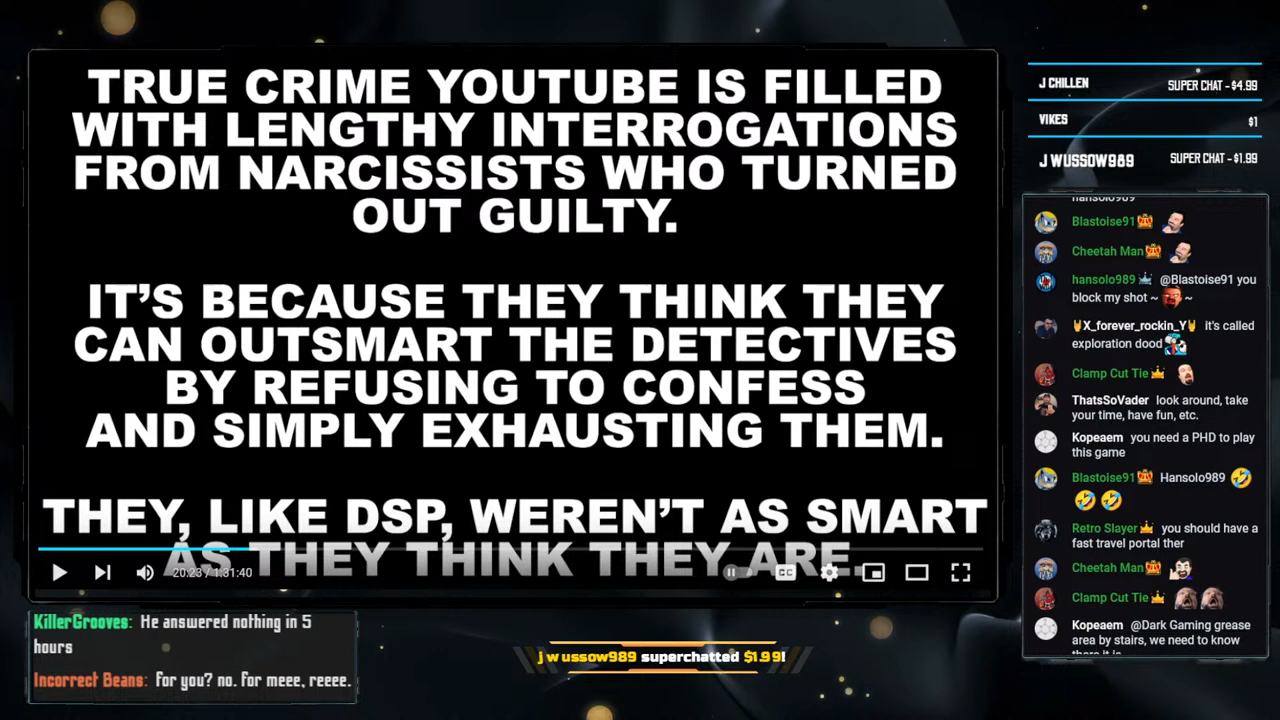 TRUE CRIME YOUTUBE IS FILLED
WITH LENGTHY INTERROGATIONS
FROM NARCISSISTS WHO TURNED
OUT GUILTY.
IT’S BECAUSE THEY THINK THEY
CAN OUTSMART THE DETECTIVES
BY REFUSING TO CONFESS
AND SIMPLY EXHAUSTING THEM.
THEY, LIKE DSP, WEREN’T AS SMART
AS THEY THINK THEY ARE.
20:23 / 1:31:40
CC
KillerGrooves: He answered nothing in 5
hours
Incorrect Beans: for you? no. for meee, reeee.
j w ussow989 superchatted $1.99!
J CHILLEN SUPER CHAT - $4.99
VIKES $1
J WUSSOW989 SUPER CHAT - $1.99
hansolo989
Blastoise91
Cheetah Man
hansolo989 @Blastoise91 you
block my shot ~ ~
X_forever_rockin_Y it's called
exploration dood
Clamp Cut Tie
ThatsSoVader look around, take
your time, have fun, etc.
Kopeaem you need a PHD to play
this game
Blastoise91 Hansolo989 🤣
🤣 🤣
Retro Slayer you should have a
fast travel portal ther
Cheetah Man
Clamp Cut Tie
Kopeaem @Dark Gaming grease
area by stairs, we need to know
there it is